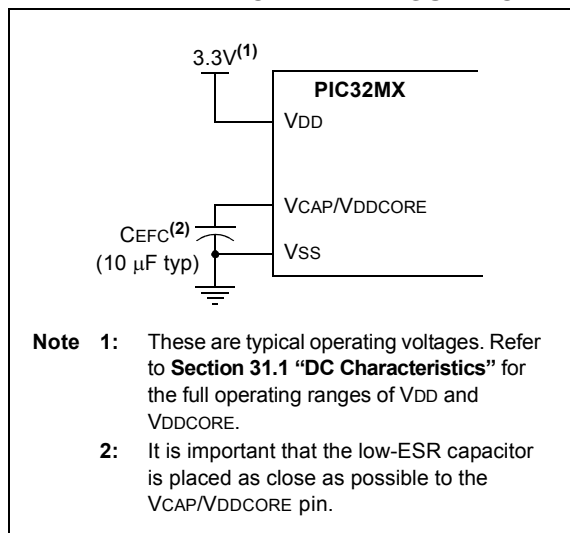 3.3V(1)
PIC32MX
VDD
VCAP/VDDCORE
CEFC(2)
(10 μF typ)
VSS
Note 1: These are typical operating voltages. Refer
to Section 31.1 “DC Characteristics” for
the full operating ranges of VDD and
VDDCORE.
2: It is important that the low-ESR capacitor
is placed as close as possible to the
VCAP/VDDCORE pin.